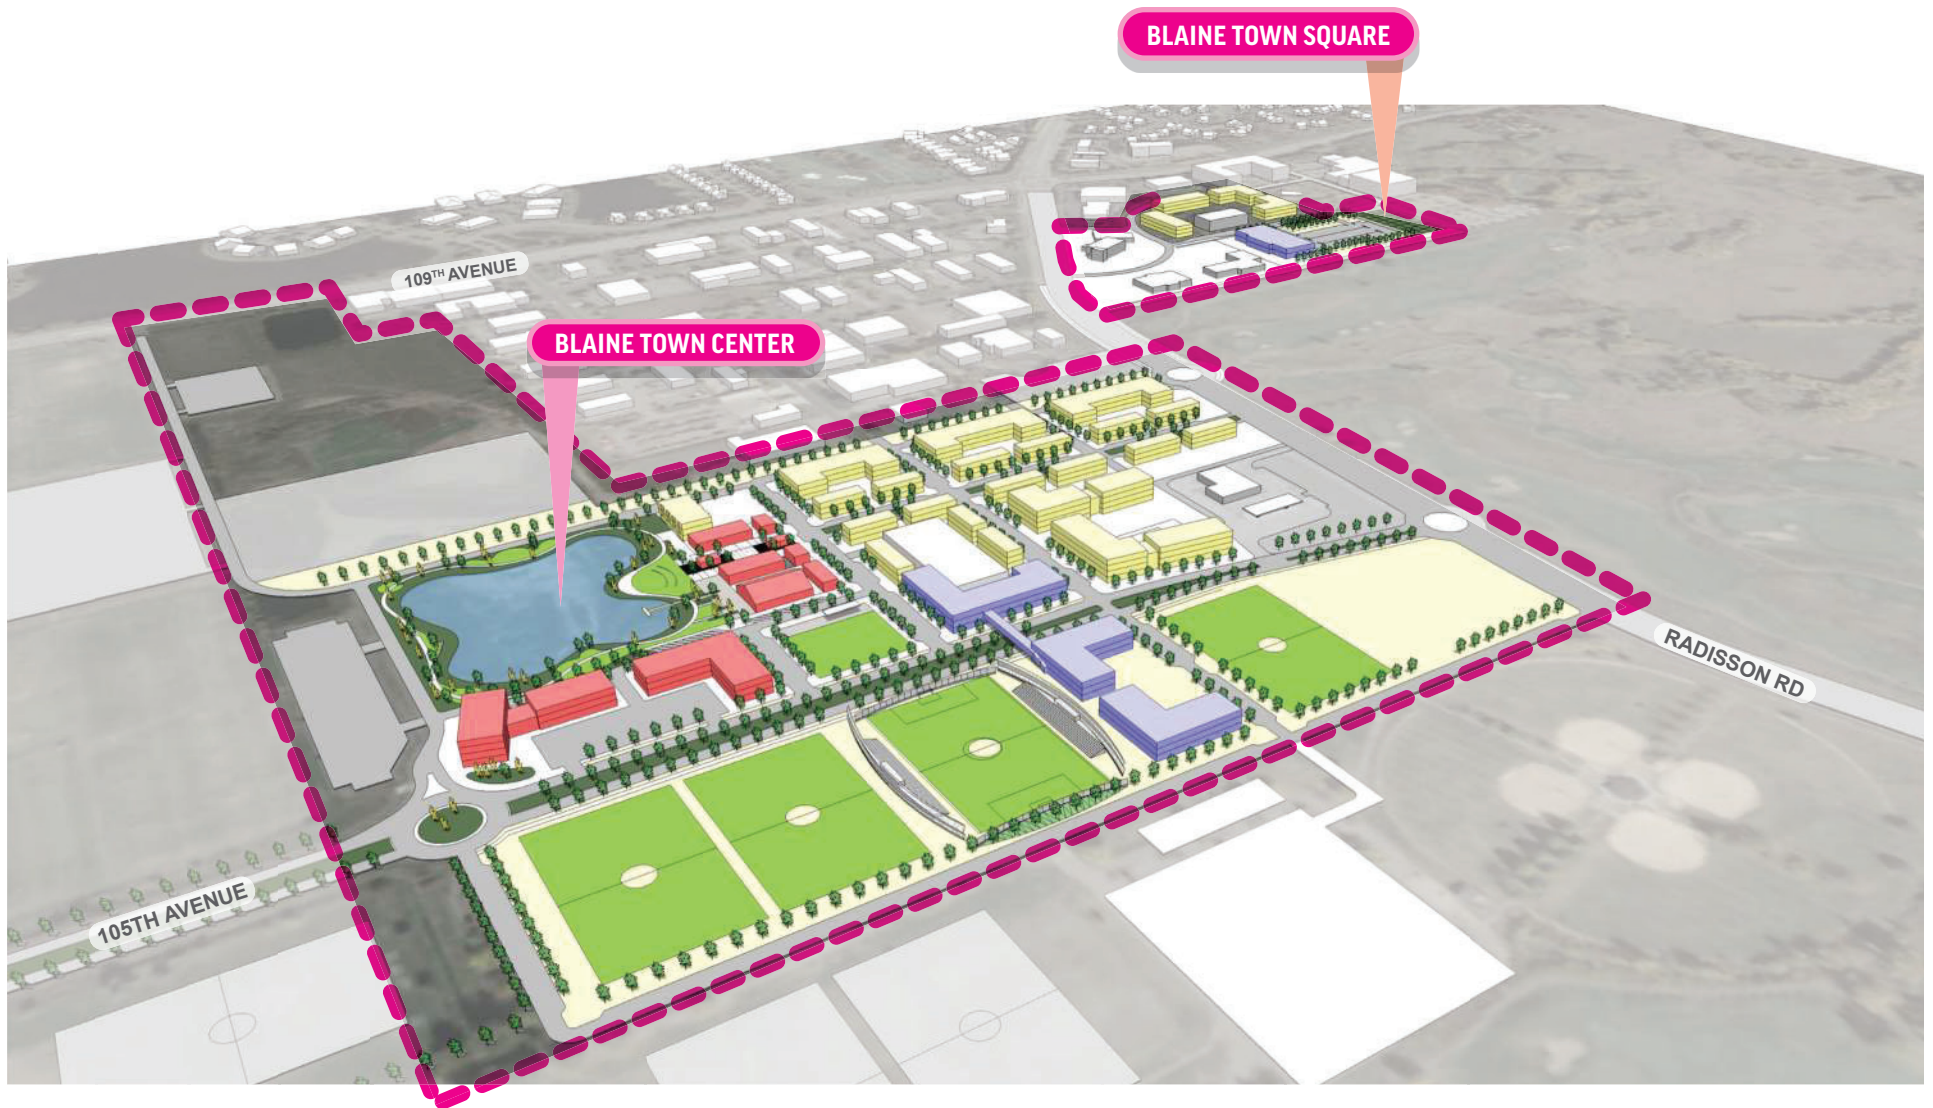 BLAINE TOWN SQUARE
109TH AVENUE
BLAINE TOWN CENTER
RADISSON RD
105TH AVENUE